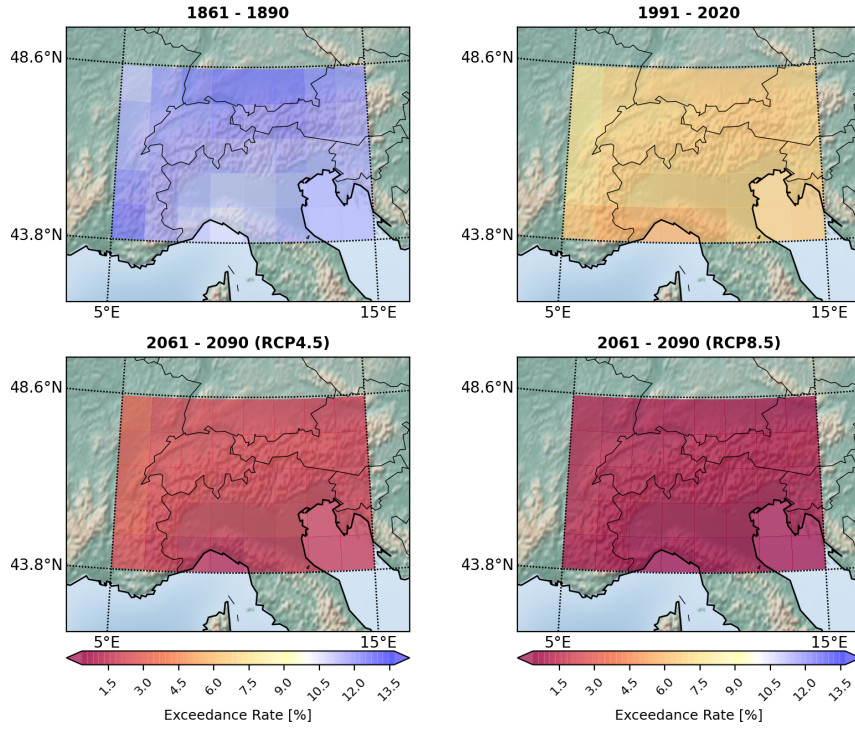 1861 - 1890
1991 - 2020
48.6°N
48.6°N
43.8°N
43.8°N
5°E
15°E
5°E
15°E
2061 - 2090 (RCP4.5)
2061 - 2090 (RCP8.5)
48.6°N
48.6°N
43.8°N
43.8°N
5°E
15°E
5°E
15°E
1.5 3.0 4.5 6.0 7.5 9.0 10.5 12.0 13.5
1.5 3.0 4.5 6.0 7.5 9.0 10.5 12.0 13.5
Exceedance Rate [%]
Exceedance Rate [%]